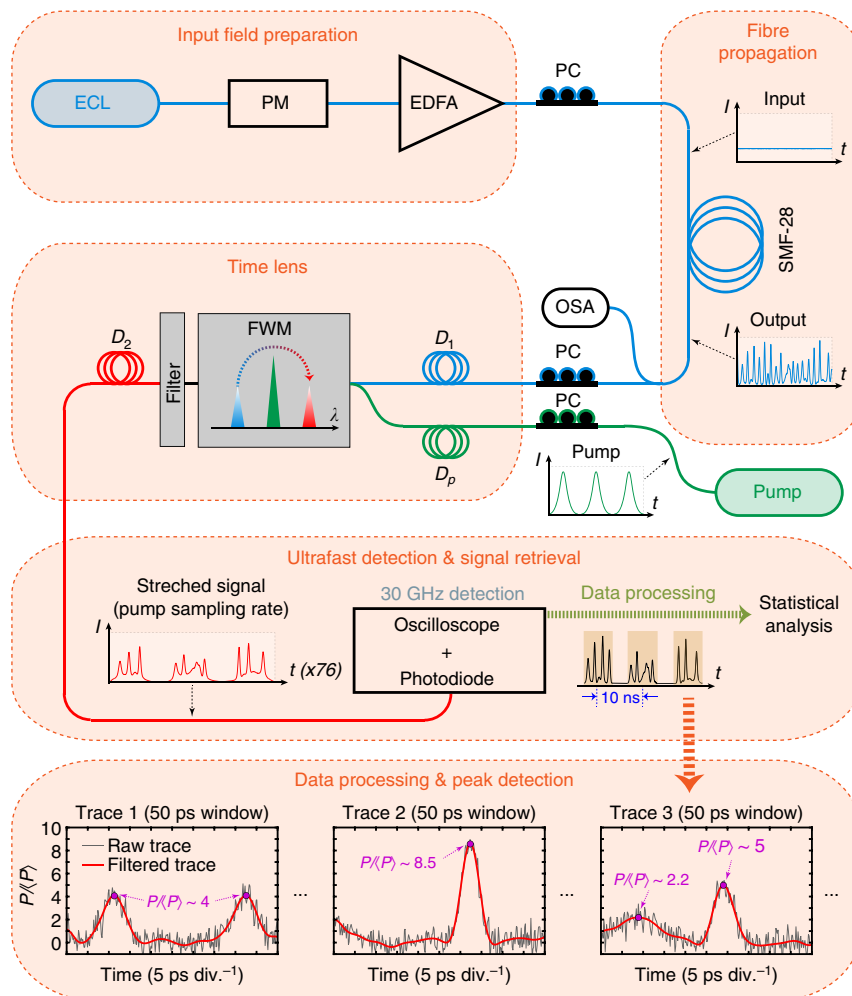 Input field preparation
ECL
PM
EDFA
PC
Fibre
propagation
Input
I
t
SMF-28
Output
I
t
Time lens
D2
Filter
FWM
λ
D1
Dp
OSA
PC
PC
Pump
I
t
Pump
Ultrafast detection & signal retrieval
Streched signal
(pump sampling rate)
I
t (x76)
30 GHz detection
Oscilloscope
+
Photodiode
Data processing
Statistical
analysis
10 ns
t
Data processing & peak detection
Trace 1 (50 ps window)
Trace 2 (50 ps window)
Trace 3 (50 ps window)
P/⟨P⟩
10
8
6
4
2
0
Raw trace
Filtered trace
P/⟨P⟩ ~ 4
...
P/⟨P⟩ ~ 8.5
...
P/⟨P⟩ ~ 5
P/⟨P⟩ ~ 2.2
...
Time (5 ps div.⁻¹)
Time (5 ps div.⁻¹)
Time (5 ps div.⁻¹)